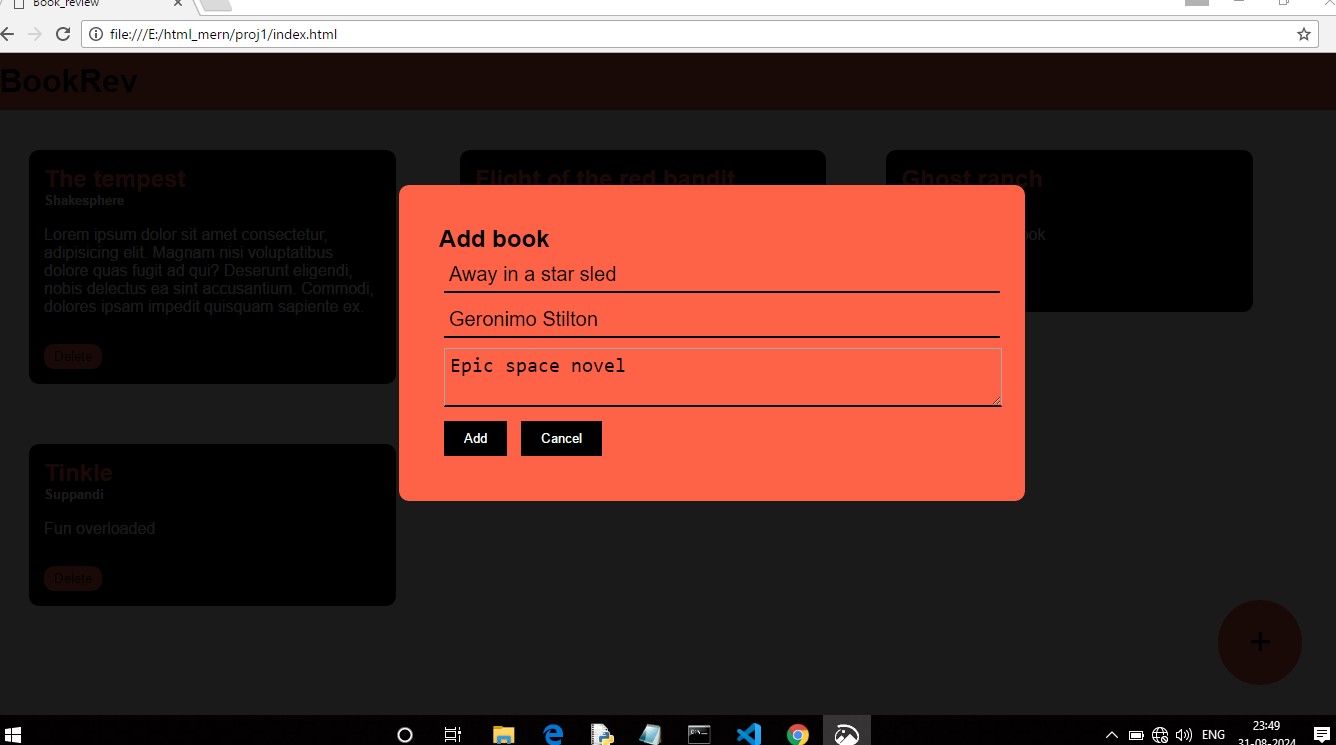 Book_review
file:///E:/html_mern/proj1/index.html
BookRev
The tempest
Shakesphere
Lorem ipsum dolor sit amet consectetur,
adipisicing elit. Magnam nisi voluptatibus
dolore quas fugit ad qui? Deserunt eligendi,
nobis delectus ea sint accusantium. Commodi,
dolores ipsam impedit quisquam sapiente ex.
Delete
Flight of the red bandit
Ghost ranch
ook
Add book
Away in a star sled
Geronimo Stilton
Epic space novel
Add
Cancel
Tinkle
Suppandi
Fun overloaded
Delete
+
ENG
23:49
31-08-2024